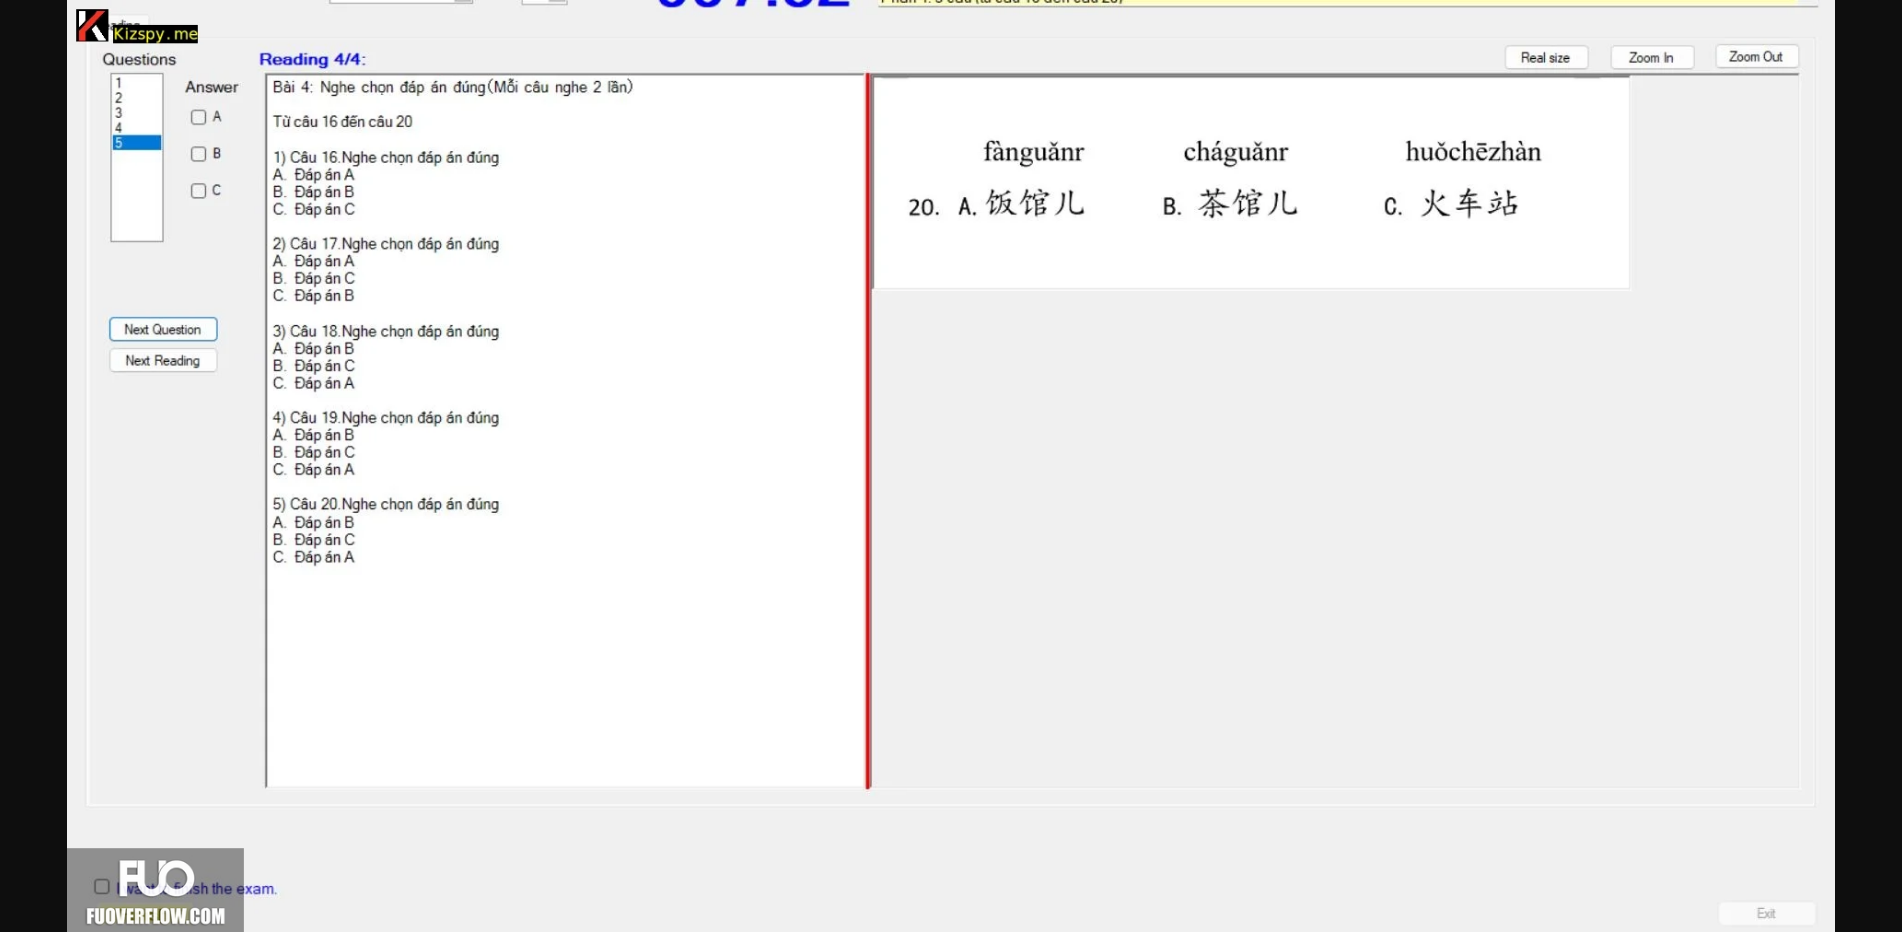 Kizspy.me
Questions
Reading 4/4:
Real size
Zoom In
Zoom Out
1
2
3
4
5
Answer
A
B
C
Next Question
Next Reading
Bài 4: Nghe chọn đáp án đúng(Mỗi câu nghe 2 lần)
Từ câu 16 đến câu 20
1) Câu 16.Nghe chọn đáp án đúng
A. Đáp án A
B. Đáp án B
C. Đáp án C
2) Câu 17.Nghe chọn đáp án đúng
A. Đáp án A
B. Đáp án C
C. Đáp án B
3) Câu 18.Nghe chọn đáp án đúng
A. Đáp án B
B. Đáp án C
C. Đáp án A
4) Câu 19.Nghe chọn đáp án đúng
A. Đáp án B
B. Đáp án C
C. Đáp án A
5) Câu 20.Nghe chọn đáp án đúng
A. Đáp án B
B. Đáp án C
C. Đáp án A
fànguǎnr cháguǎnr huǒchēzhàn
20. A. 饭馆儿 B. 茶馆儿 C. 火车站
FUO
the exam.
FUOVERFLOW.COM
Exit